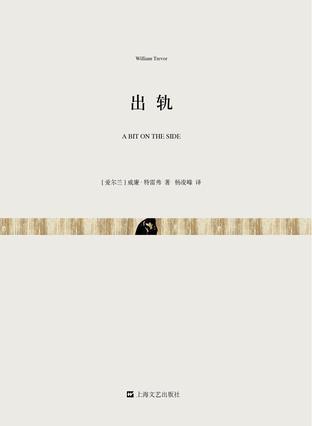 William Trevor
出轨
A BIT ON THE SIDE
[爱尔兰] 威廉·特雷弗 著 杨凌峰 译
上海文艺出版社